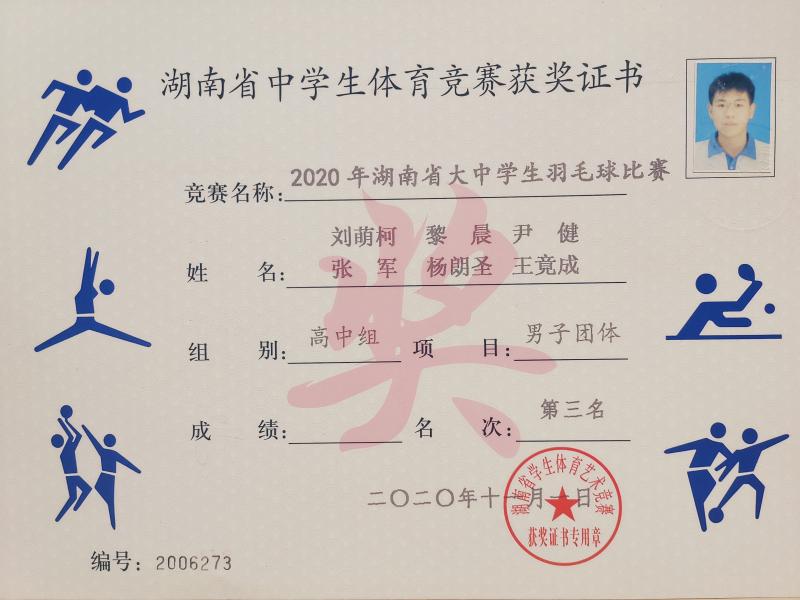 湖南省中学生体育竞赛获奖证书
竞赛名称：2020年湖南省大中学生羽毛球比赛
刘萌柯 黎晨 尹健
姓名：张军 杨朗圣 王竟成
组别：高中组 项目：男子团体
成绩： 名次：第三名
奖
二〇二〇年十一月一日
湖南省学生体育艺术竞赛
获奖证书专用章
编号：2006273